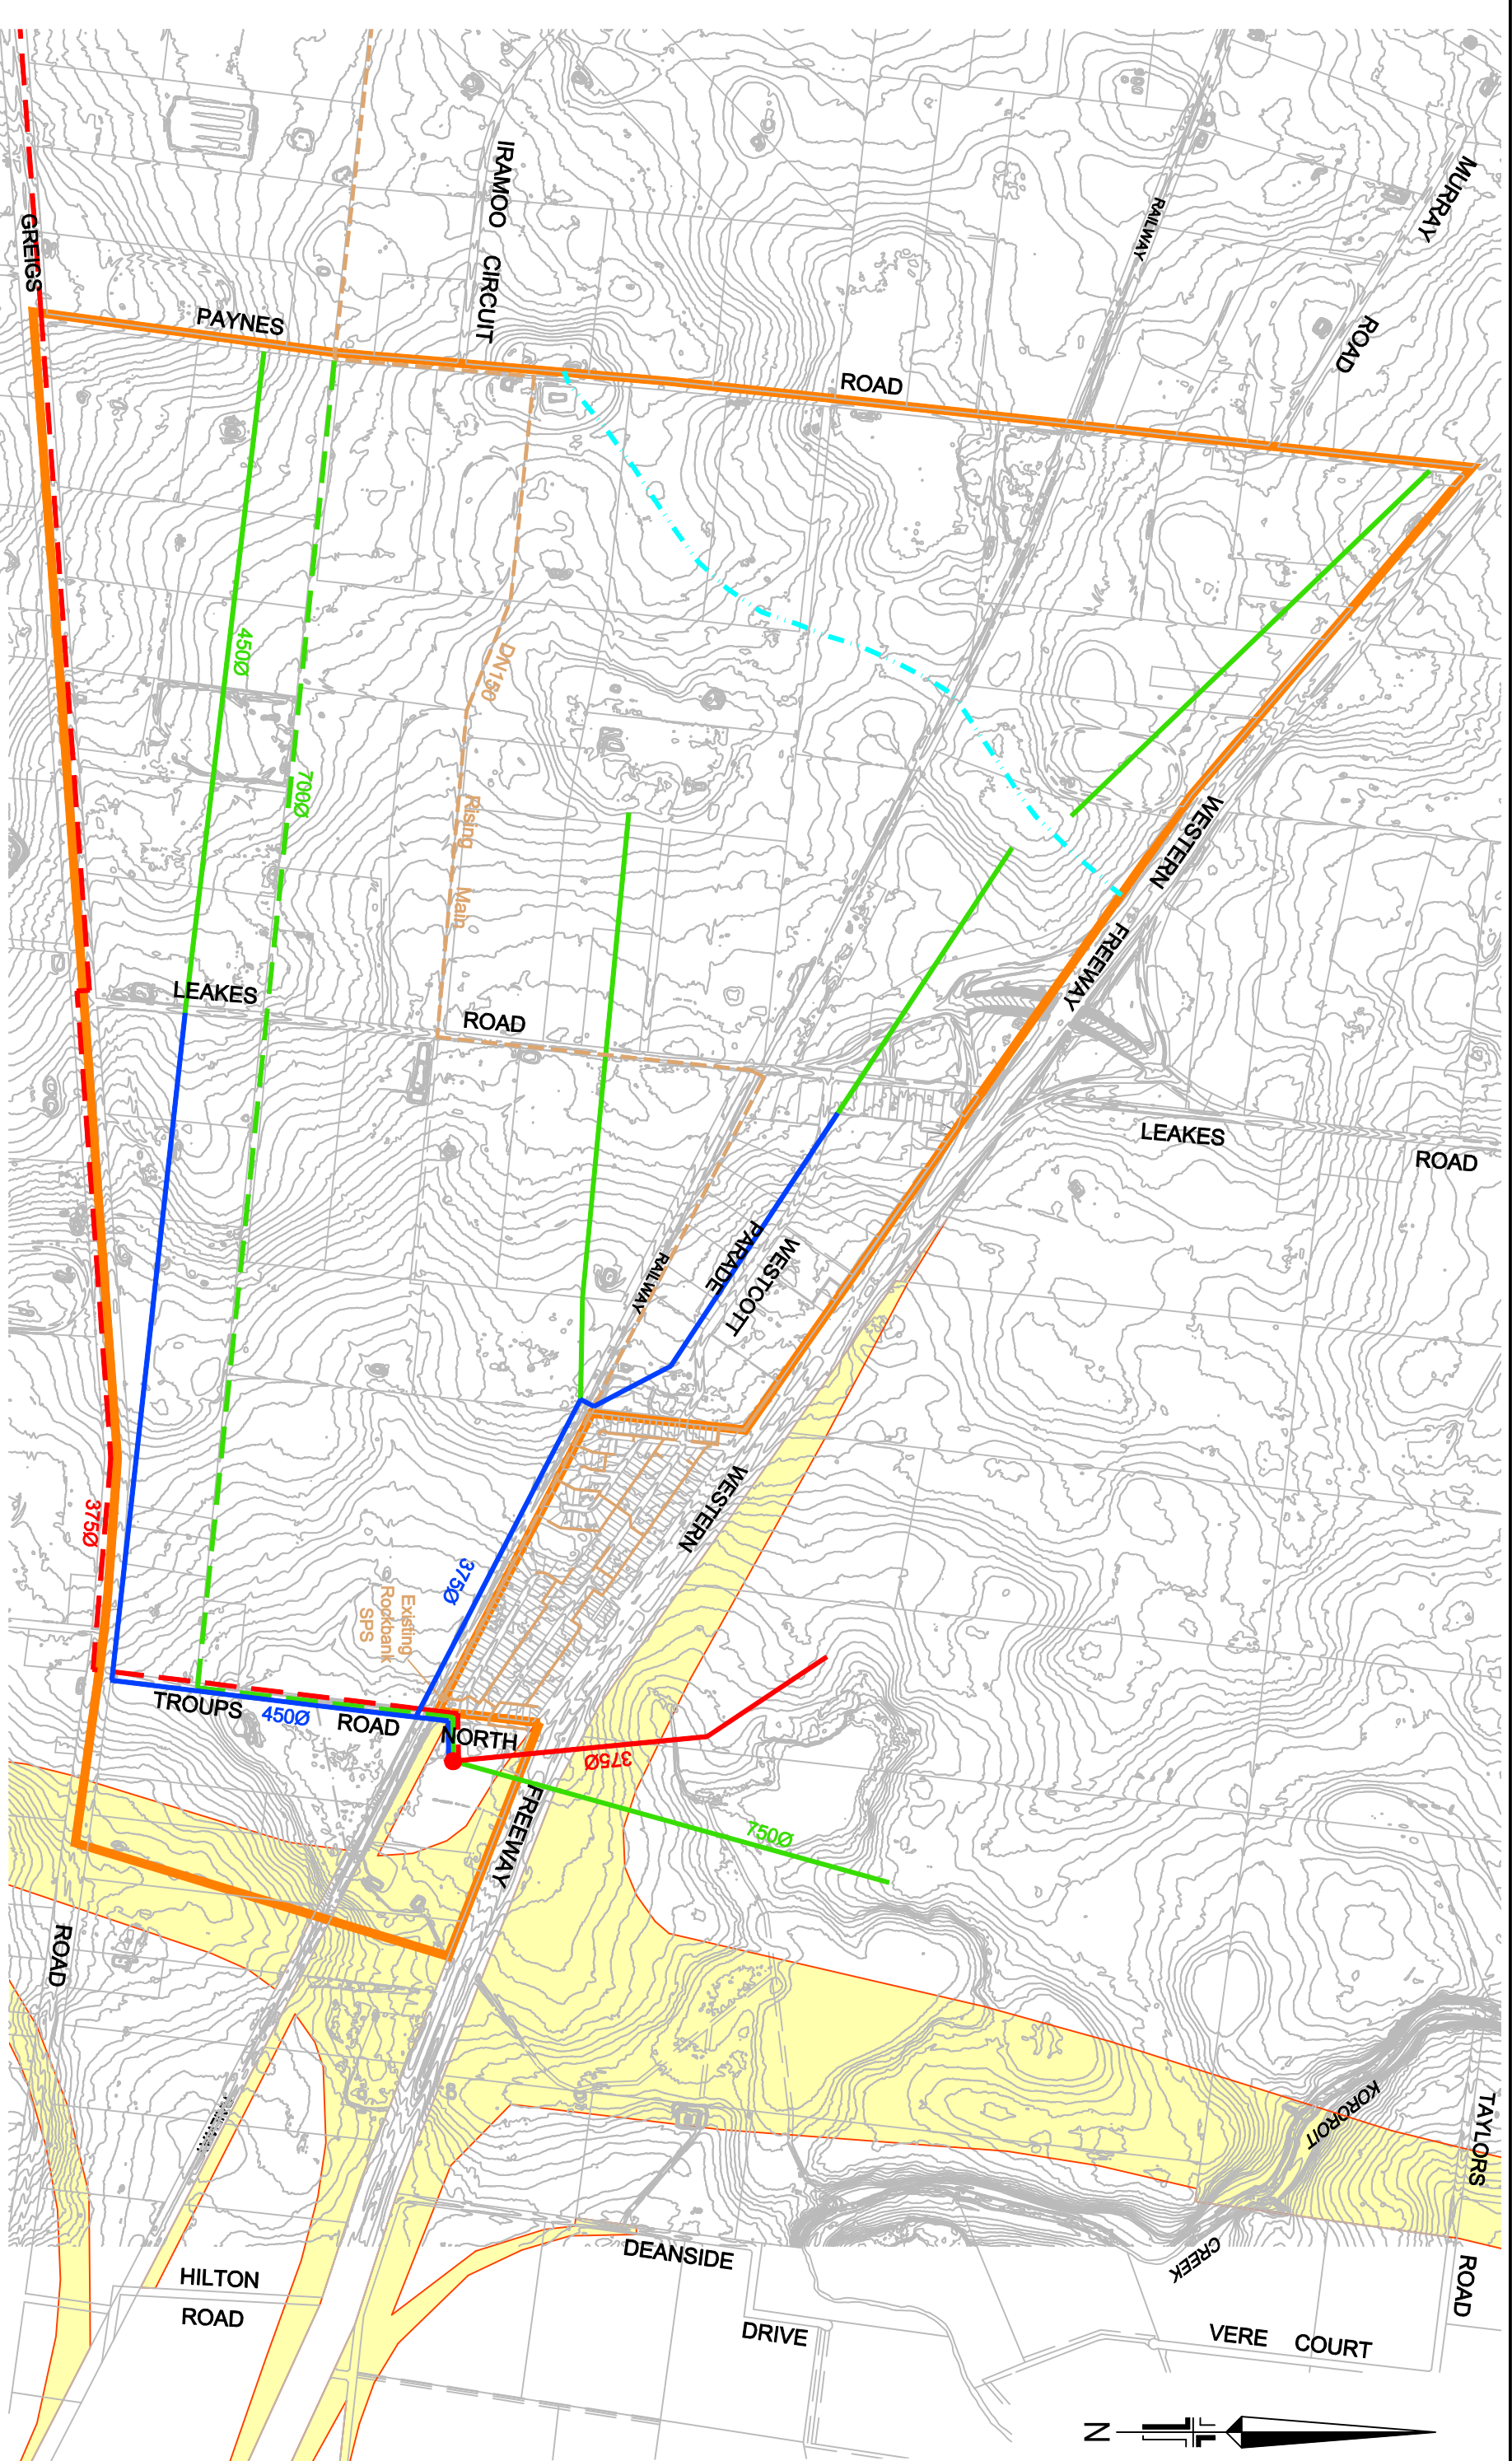 MURRAY
ROAD
RAILWAY
IRAMOO
CIRCUIT
GREIGS
PAYNES
ROAD
450Ø
700Ø
DN150
Rising
Main
WESTERN
FREEWAY
LEAKES
ROAD
LEAKES
ROAD
PARADE
WESTCOTT
RAILWAY
WESTERN
375Ø
375Ø
Existing
Rockbank
SPS
TROUPS
450Ø
ROAD
NORTH
375Ø
FREEWAY
750Ø
ROAD
KOROROIT
CREEK
TAYLORS
ROAD
HILTON
ROAD
DEANSIDE
DRIVE
VERE COURT
N